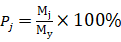 P_j = M_j/M_y × 100%